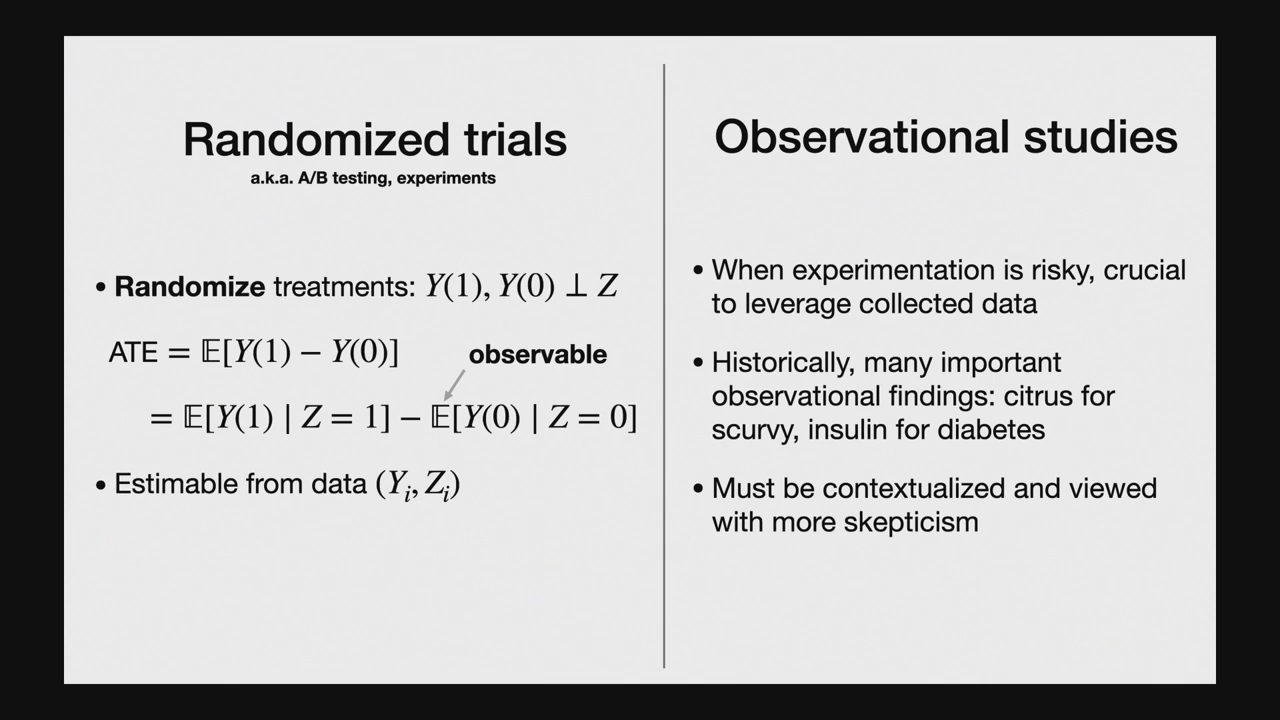 Randomized trials
a.k.a. A/B testing, experiments
• Randomize treatments: Y(1), Y(0) ⊥ Z
ATE = 𝔼[Y(1) − Y(0)]
observable
= 𝔼[Y(1) | Z = 1] − 𝔼[Y(0) | Z = 0]
• Estimable from data (Yᵢ, Zᵢ)
Observational studies
• When experimentation is risky, crucial
to leverage collected data
• Historically, many important
observational findings: citrus for
scurvy, insulin for diabetes
• Must be contextualized and viewed
with more skepticism